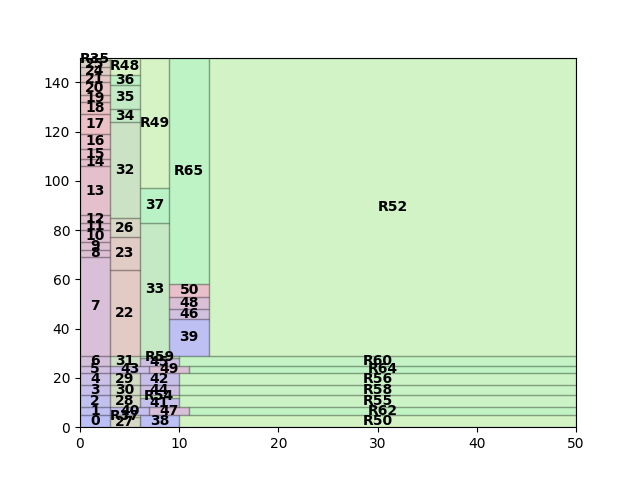 R35
25
R48
24
140 21 36
20
19 35
18
34
17 R49
120
16
15
14
32 R65
100
13
37 R52
12
11 26
80 10
9
8 23
60
33 50
48
7
22 46
40
39
R59
6 31 45 R60
5 43 49 R64
20 4 29 42 R56
3 30 44 R58
R54
2 28 41 R55
1 40 47 R62
R37
0 27 38 R50
0
0 10 20 30 40 50